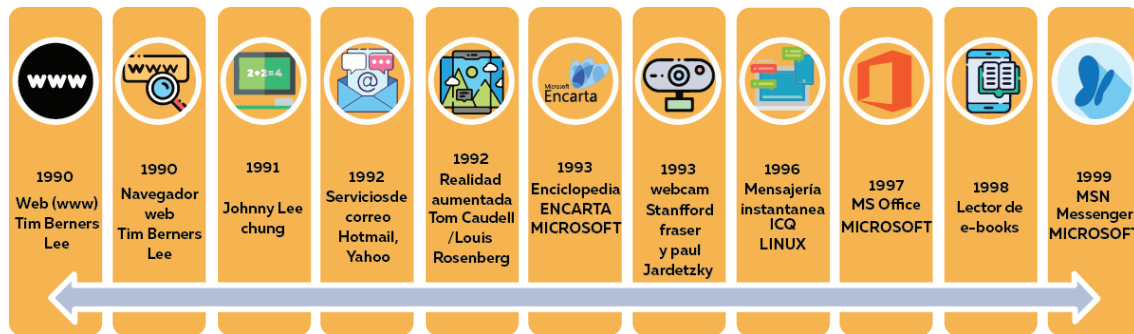 www
1990
Web (www)
Tim Berners
Lee
www
1990
Navegador
web
Tim Berners
Lee
2+2=4
1991
Johnny Lee
chung
@
1992
Serviciosde
correo
Hotmail,
Yahoo
1992
Realidad
aumentada
Tom Caudell
/Louis
Rosenberg
Microsoft
Encarta
1993
Enciclopedia
ENCARTA
MICROSOFT
1993
webcam
Stanfford
fraser
y paul
Jardetzky
1996
Mensajería
instantanea
ICQ
LINUX
1997
MS Office
MICROSOFT
1998
Lector de
e-books
1999
MSN
Messenger
MICROSOFT